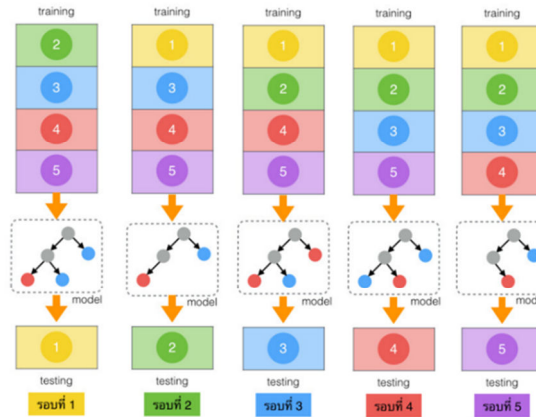 training training training training training
2 1 1 1 1
3 3 2 2 2
4 4 4 3 3
5 5 5 5 4
model model model model model
1 2 3 4 5
testing testing testing testing testing
รอบที่ 1 รอบที่ 2 รอบที่ 3 รอบที่ 4 รอบที่ 5